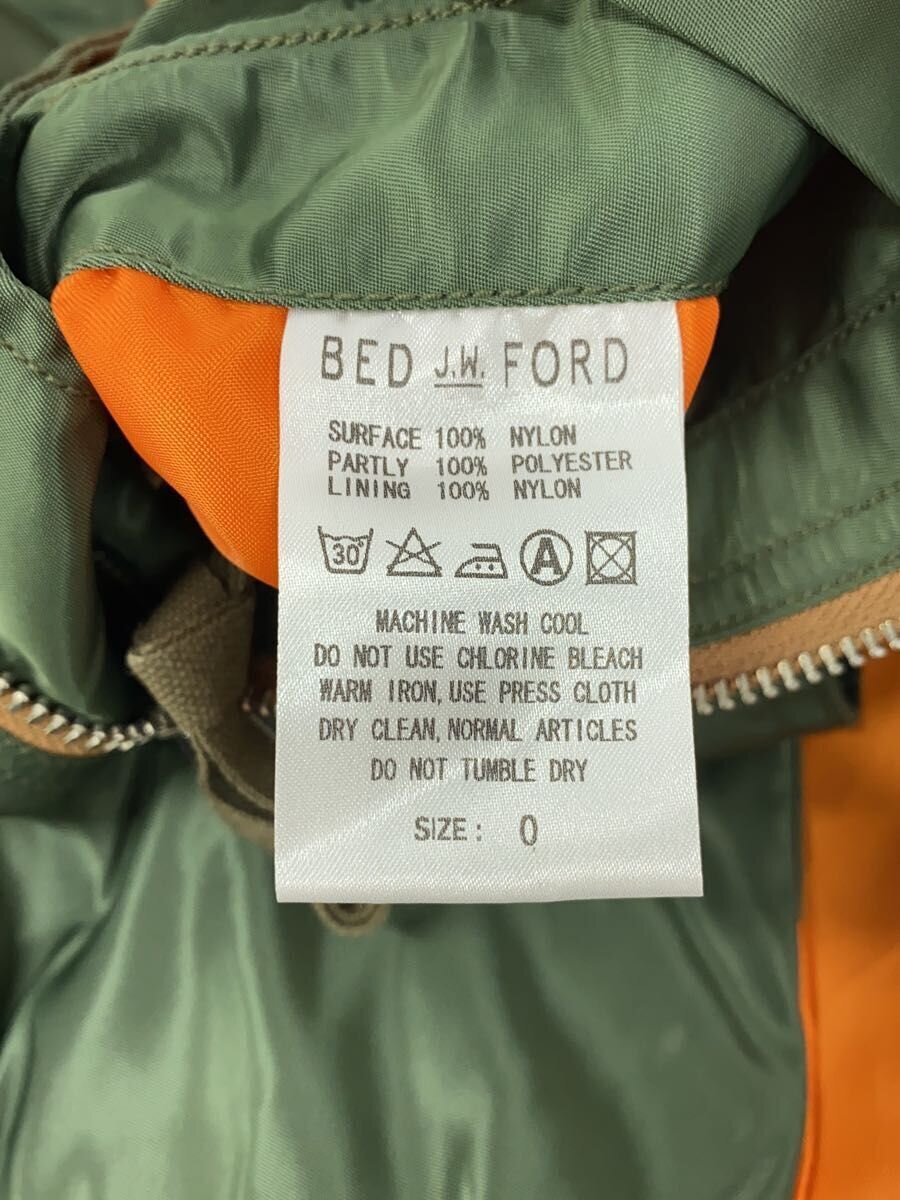 BED J.W. FORD
SURFACE 100% NYLON
PARTLY 100% POLYESTER
LINING 100% NYLON
30° A
MACHINE WASH COOL
DO NOT USE CHLORINE BLEACH
WARM IRON, USE PRESS CLOTH
DRY CLEAN, NORMAL ARTICLES
DO NOT TUMBLE DRY
SIZE: 0